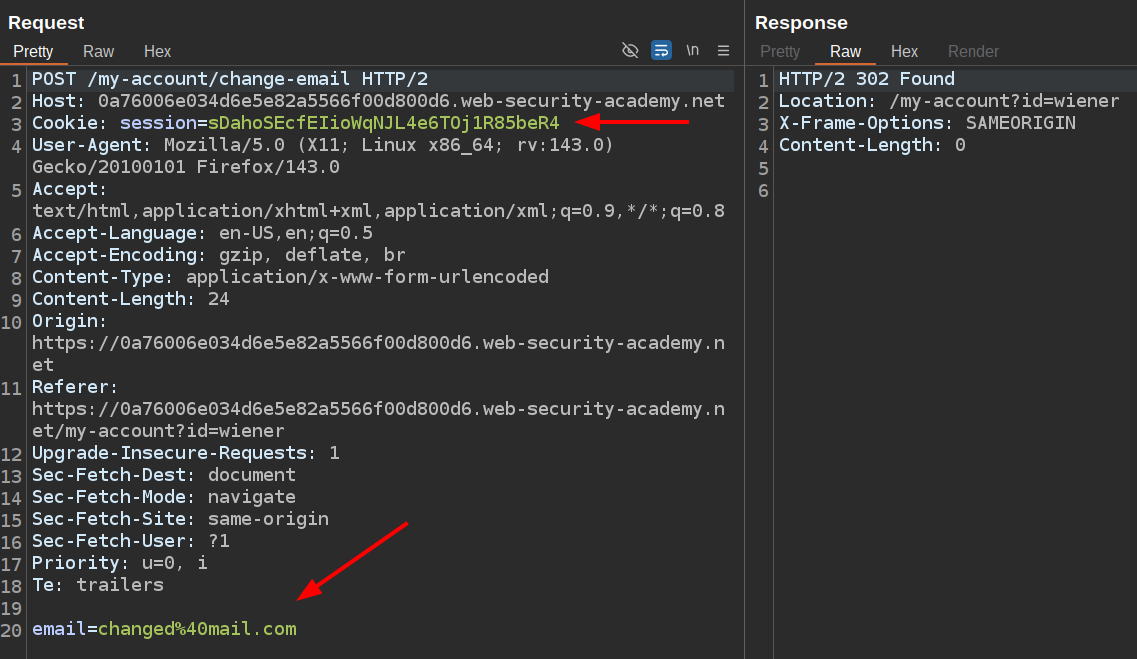 Request
Pretty Raw Hex
\n
1 POST /my-account/change-email HTTP/2
2 Host: 0a76006e034d6e5e82a5566f00d800d6.web-security-academy.net
3 Cookie: session=sDahoSEcfEIioWqNJL4e6TOj1R85beR4
4 User-Agent: Mozilla/5.0 (X11; Linux x86_64; rv:143.0)
Gecko/20100101 Firefox/143.0
5 Accept:
text/html,application/xhtml+xml,application/xml;q=0.9,*/*;q=0.8
6 Accept-Language: en-US,en;q=0.5
7 Accept-Encoding: gzip, deflate, br
8 Content-Type: application/x-www-form-urlencoded
9 Content-Length: 24
10 Origin:
https://0a76006e034d6e5e82a5566f00d800d6.web-security-academy.n
et
11 Referer:
https://0a76006e034d6e5e82a5566f00d800d6.web-security-academy.n
et/my-account?id=wiener
12 Upgrade-Insecure-Requests: 1
13 Sec-Fetch-Dest: document
14 Sec-Fetch-Mode: navigate
15 Sec-Fetch-Site: same-origin
16 Sec-Fetch-User: ?1
17 Priority: u=0, i
18 Te: trailers
19
20 email=changed%40mail.com
Response
Pretty Raw Hex Render
1 HTTP/2 302 Found
2 Location: /my-account?id=wiener
3 X-Frame-Options: SAMEORIGIN
4 Content-Length: 0
5
6